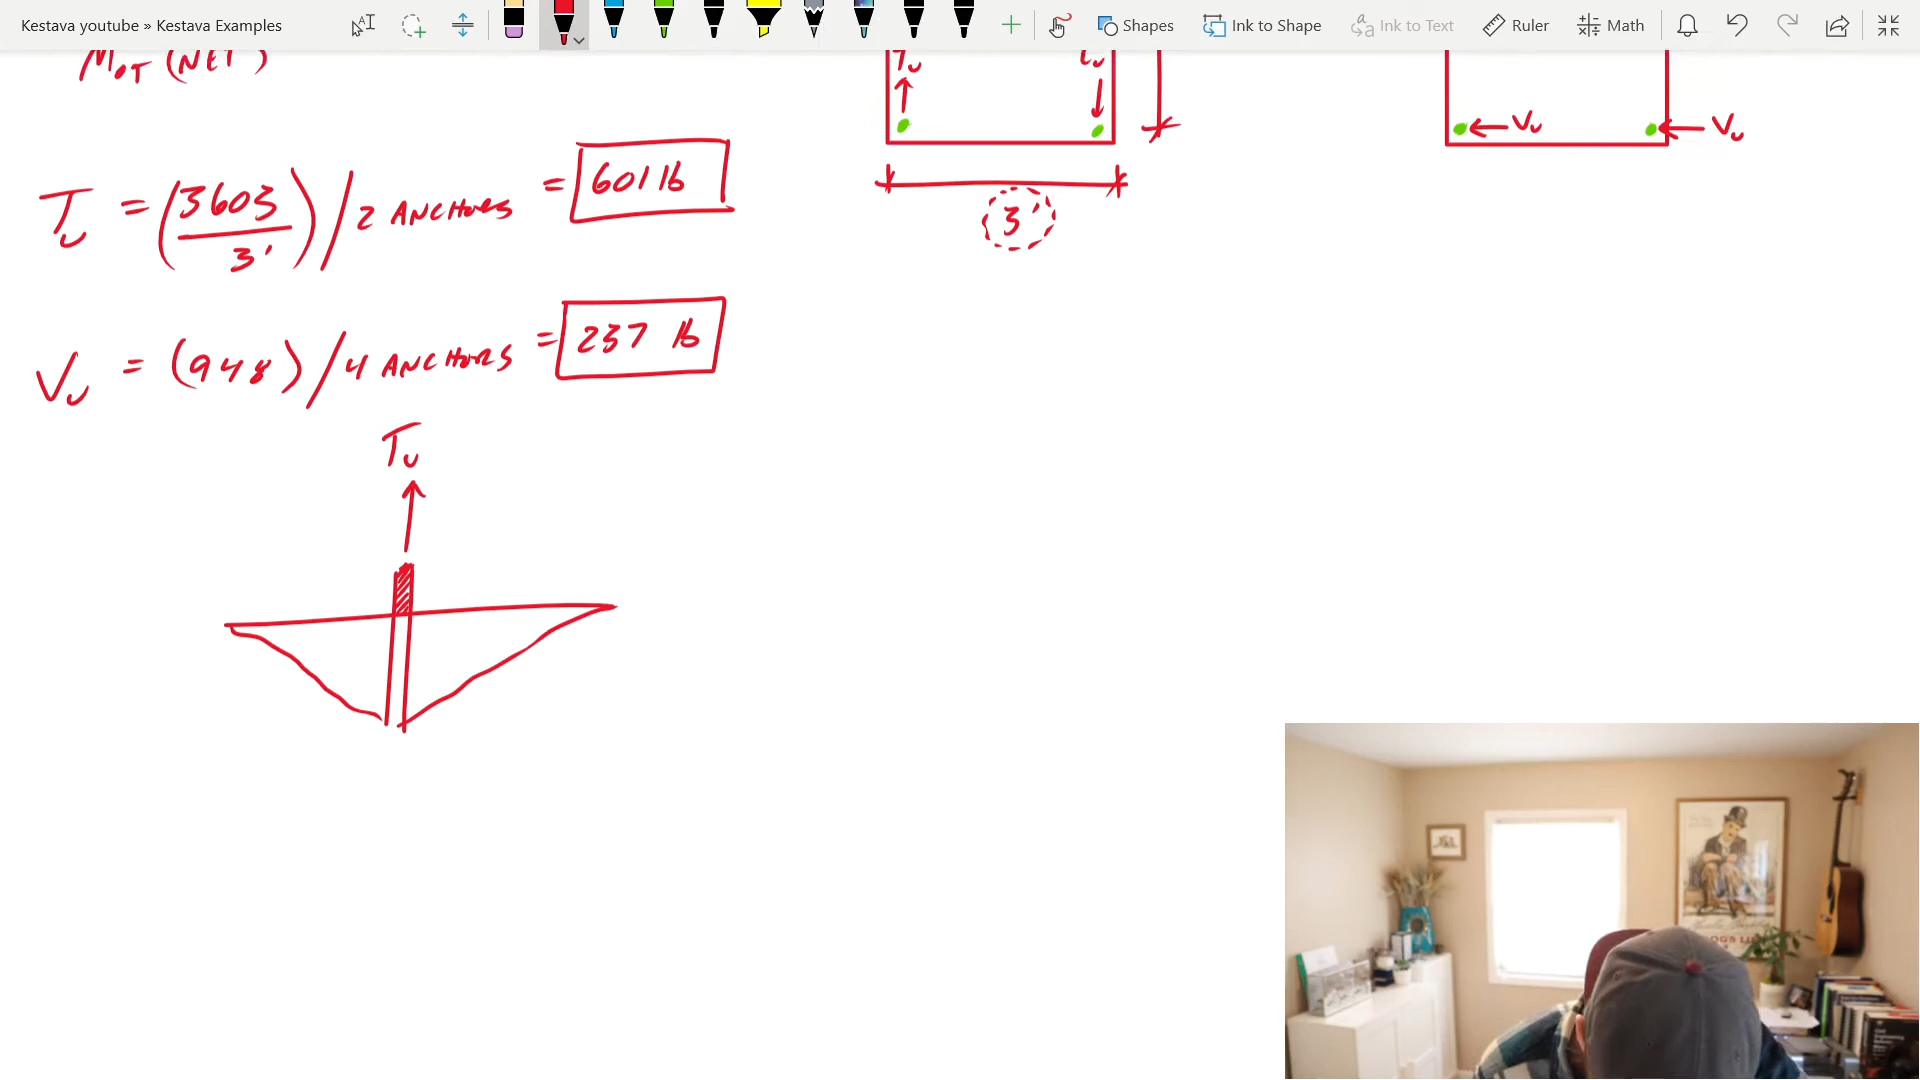 Kestava youtube » Kestava Examples
Shapes
Ink to Shape
Ink to Text
Ruler
Math
MOT (NET)
Tu = (3603 / 3') / 2 ANCHORS = 601 lb
Vu = (948) / 4 ANCHORS = 237 lb
Tu
Tu
Cu
3'
Vu
Vu